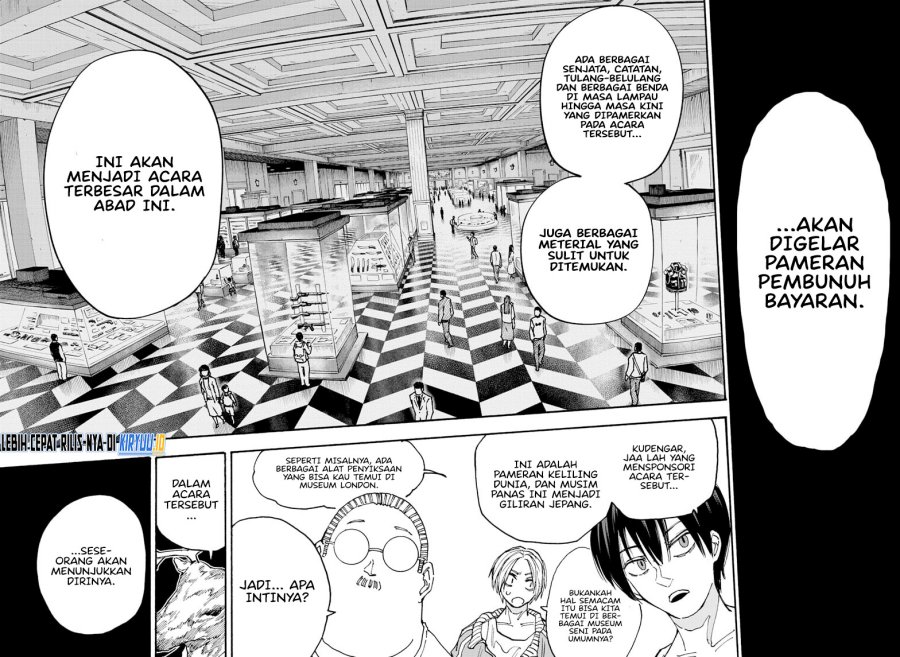 ...AKAN
DIGELAR
PAMERAN
PEMBUNUH
BAYARAN.
ADA BERBAGAI
SENJATA, CATATAN,
TULANG-BELULANG
DAN BERBAGAI BENDA
DI MASA LAMPAU
HINGGA MASA KINI
YANG DIPAMERKAN
PADA ACARA
TERSEBUT...
JUGA BERBAGAI
METERIAL YANG
SULIT UNTUK
DITEMUKAN.
INI AKAN
MENJADI ACARA
TERBESAR DALAM
ABAD INI.
LEBIH CEPAT RILIS-NYA DI KIRYUU.ID
KUDENGAR,
JAA LAH YANG
MENSPONSORI
ACARA TER-
SEBUT...
INI ADALAH
PAMERAN KELILING
DUNIA, DAN MUSIM
PANAS INI MENJADI
GILIRAN JEPANG.
BUKANKAH
HAL SEMACAM
ITU BISA KITA
TEMUI DI BER-
BAGAI MUSEUM
SENI PADA
UMUMNYA?
SEPERTI MISALNYA, ADA
BERBAGAI ALAT PENYIKSAAN
YANG BISA KAU TEMUI DI
MUSEUM LONDON.
JADI... APA
INTINYA?
DALAM
ACARA
TERSEBUT
...
...SESE-
ORANG AKAN
MENUNJUKKAN
DIRINYA.